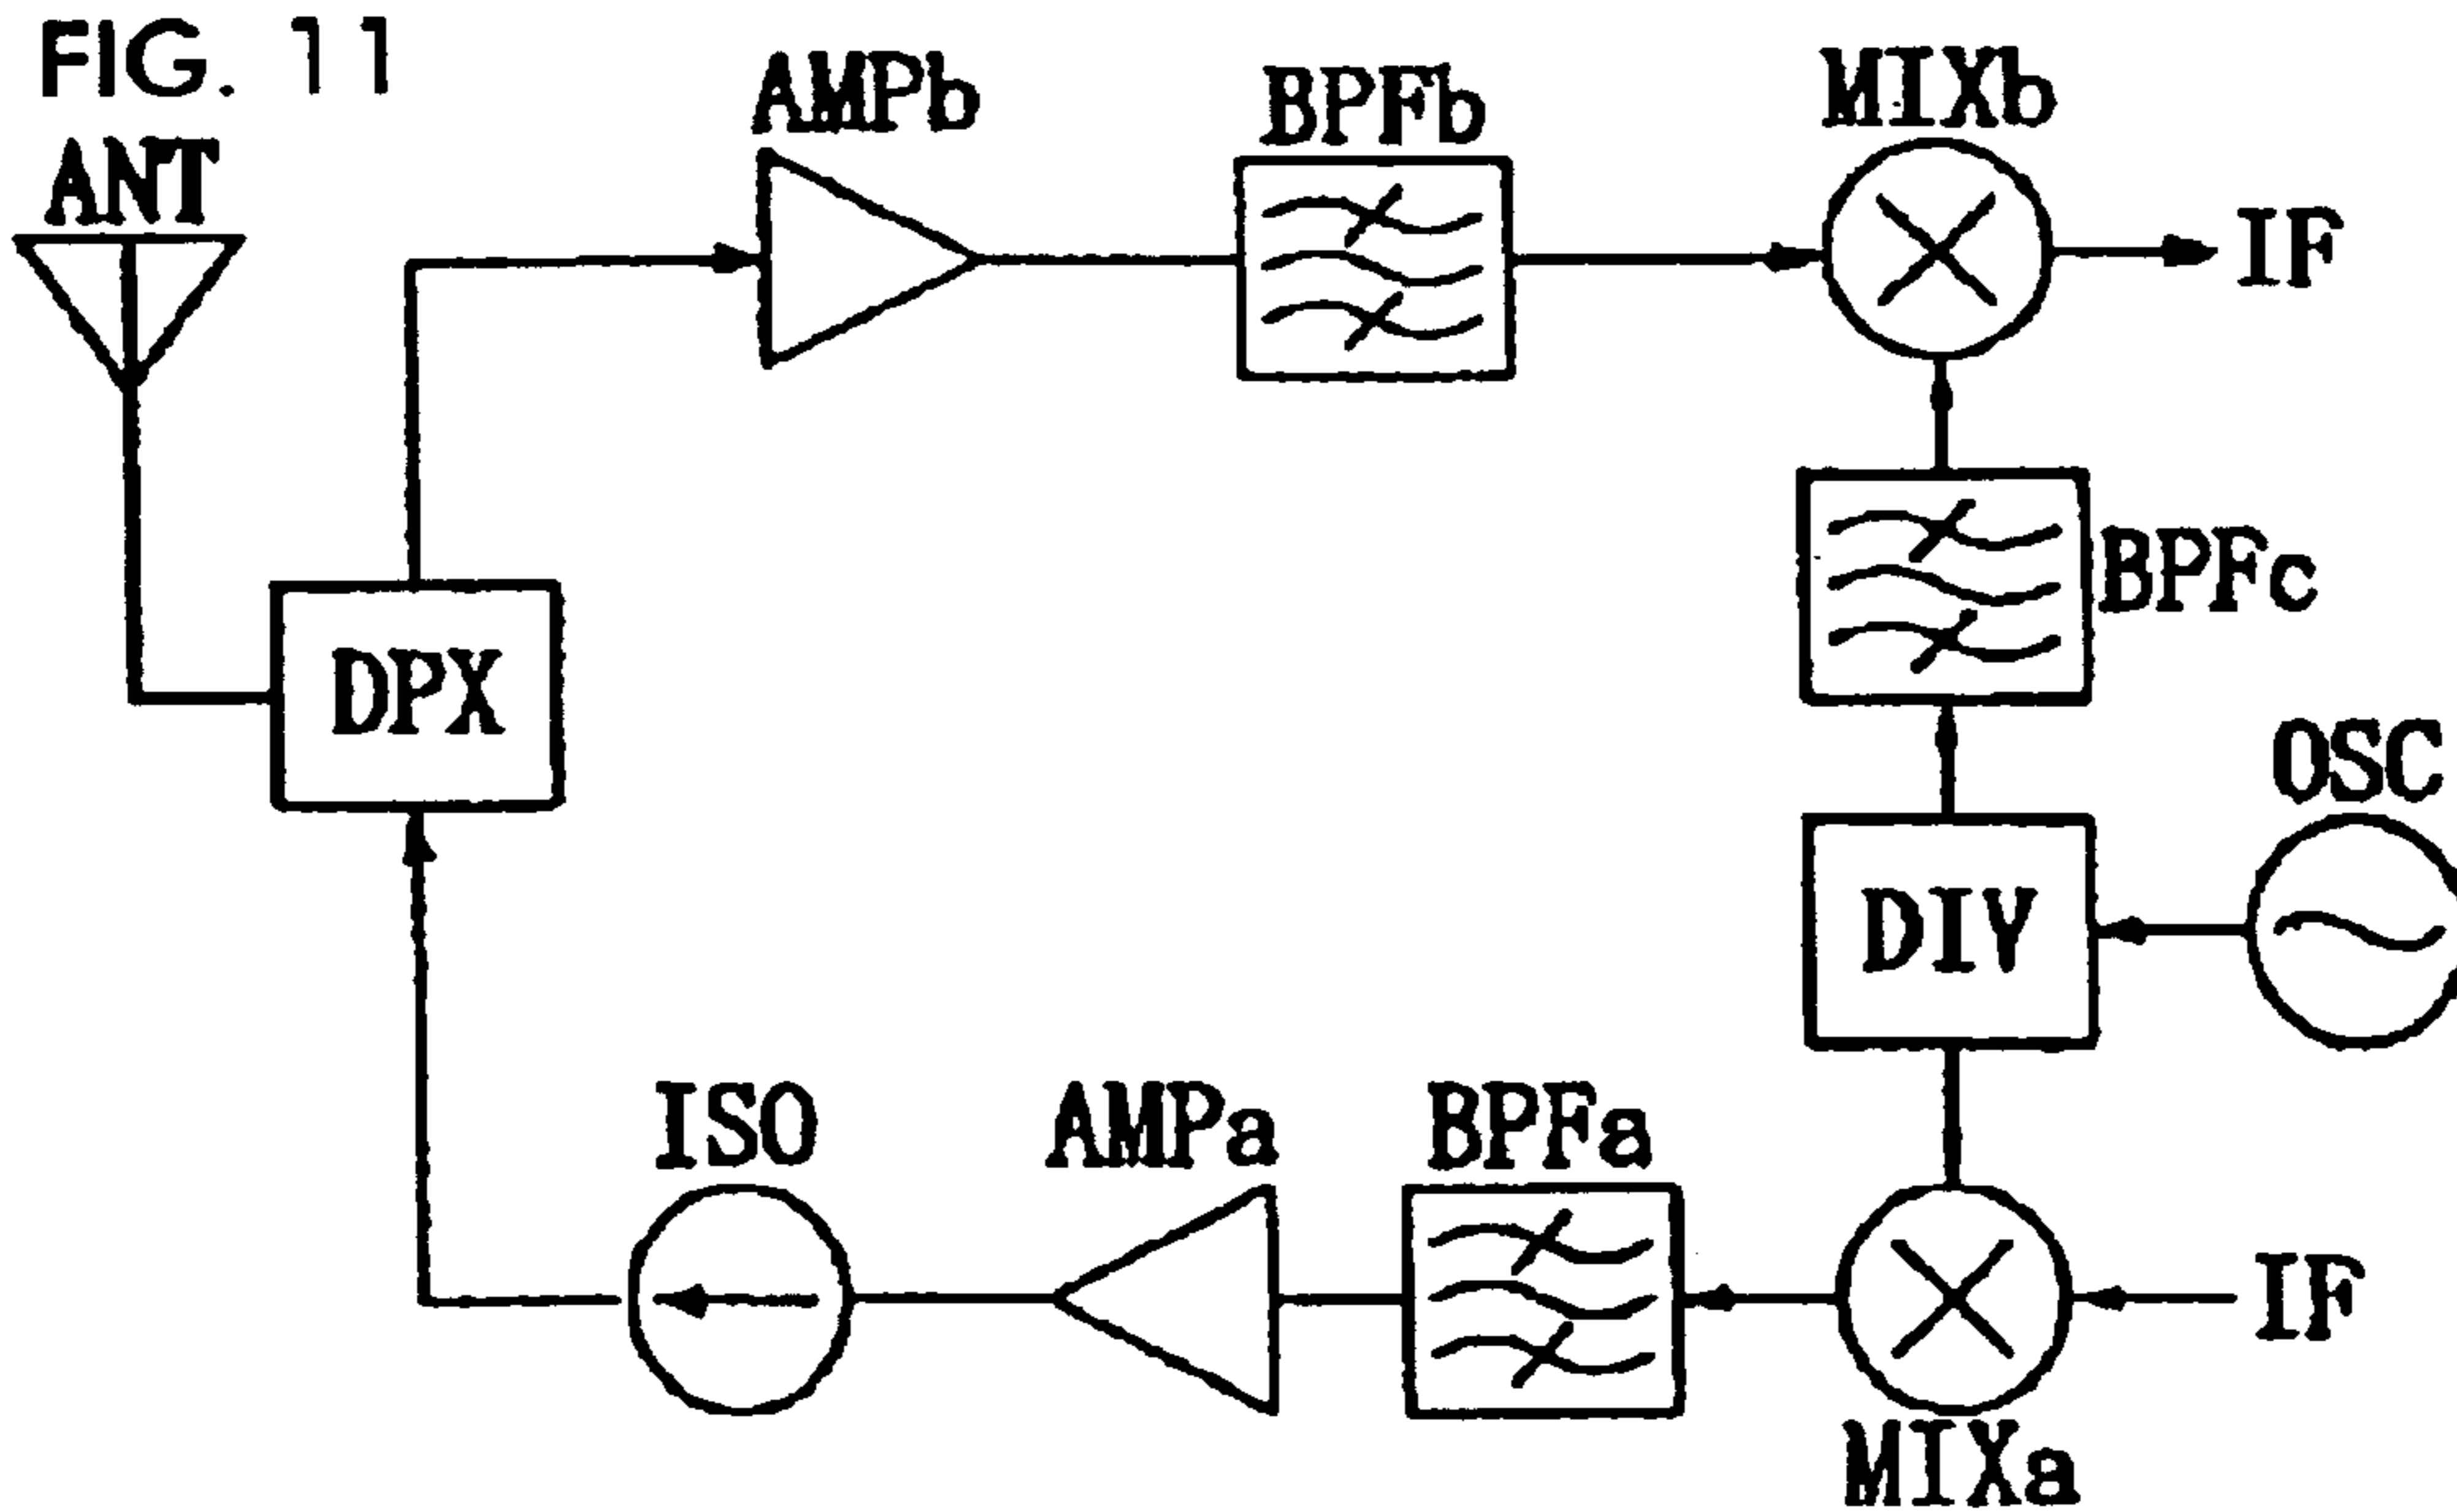 FIG. 11
ANT
AMPb
BPFb
MIXb
IF
BPFc
DPX
OSC
DIV
ISO
AMPa
BPFa
IF
MIXa